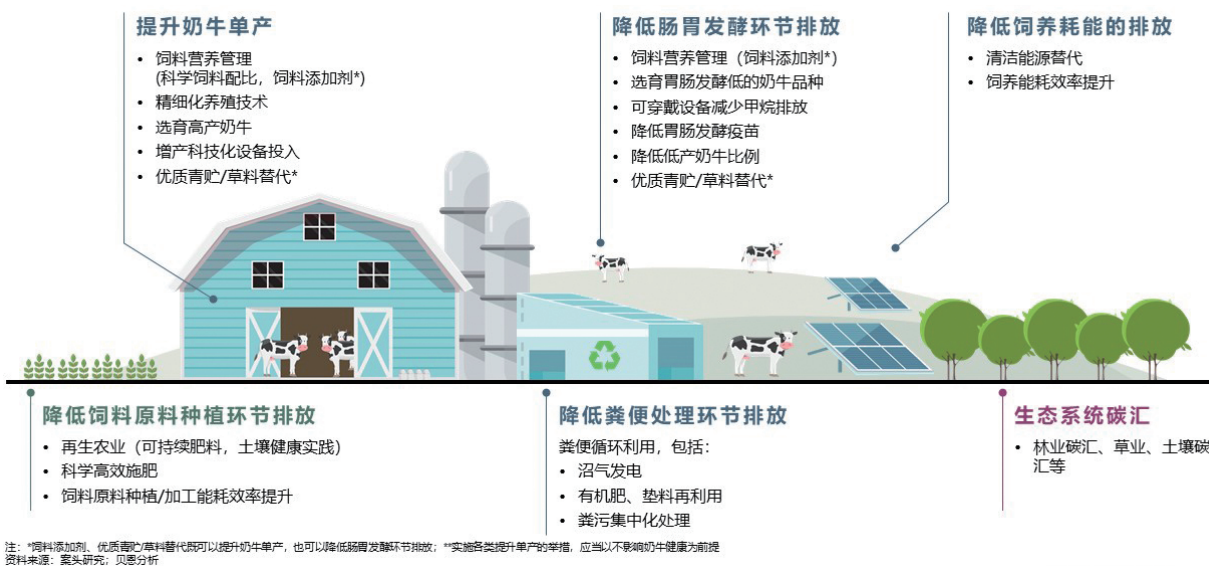 提升奶牛单产
• 饲料营养管理
(科学饲料配比，饲料添加剂*)
• 精细化养殖技术
• 选育高产奶牛
• 增产科技化设备投入
• 优质青贮/草料替代*
降低肠胃发酵环节排放
• 饲料营养管理（饲料添加剂*）
• 选育胃肠发酵低的奶牛品种
• 可穿戴设备减少甲烷排放
• 降低胃肠发酵疫苗
• 降低低产奶牛比例
• 优质青贮/草料替代*
降低饲养耗能的排放
• 清洁能源替代
• 饲养能耗效率提升
降低饲料原料种植环节排放
• 再生农业（可持续肥料，土壤健康实践）
• 科学高效施肥
• 饲料原料种植/加工能耗效率提升
降低粪便处理环节排放
粪便循环利用，包括：
• 沼气发电
• 有机肥、垫料再利用
• 粪污集中化处理
生态系统碳汇
• 林业碳汇、草业、土壤碳
汇等
注：*饲料添加剂、优质青贮/草料替代既可以提升奶牛单产，也可以降低肠胃发酵环节排放；**实施各类提升单产的举措，应当以不影响奶牛健康为前提
资料来源：案头研究；贝恩分析